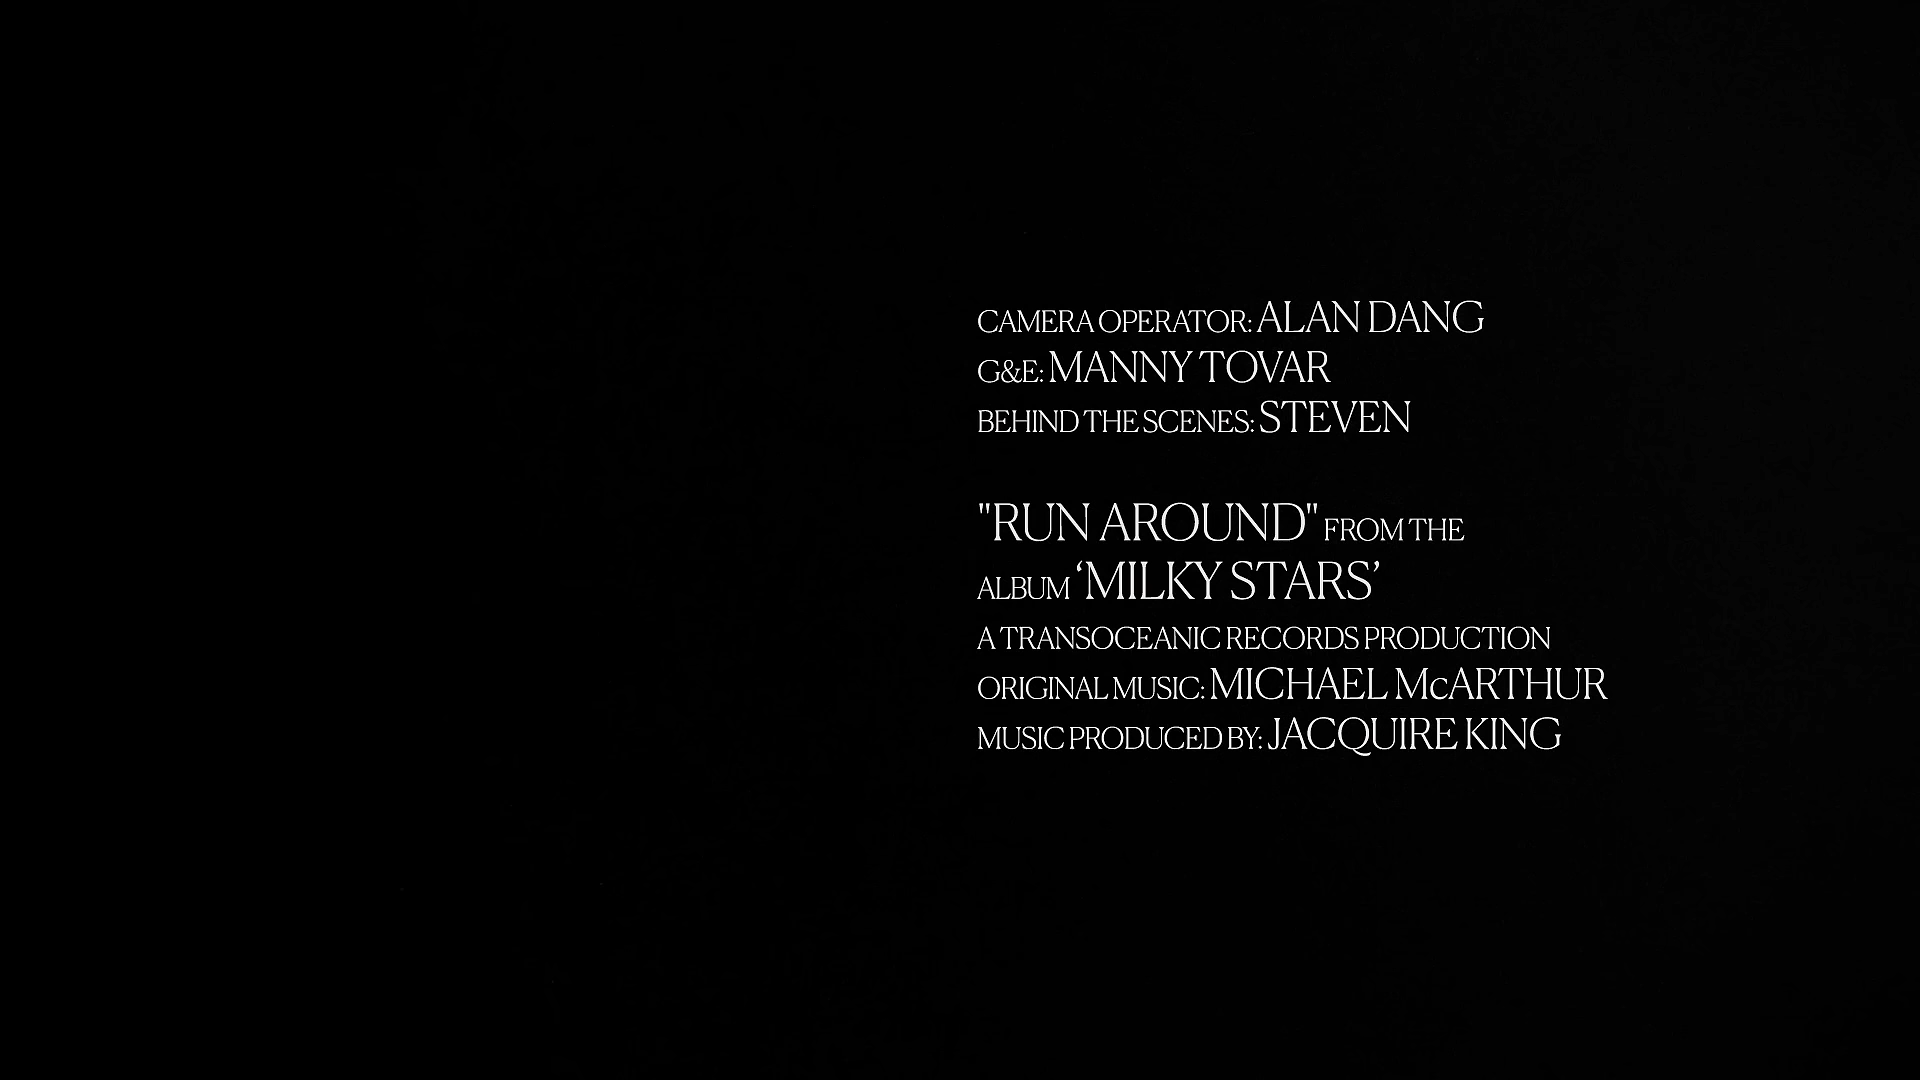 CAMERA OPERATOR: ALAN DANG
G&E: MANNY TOVAR
BEHIND THE SCENES: STEVEN
"RUN AROUND" FROM THE
ALBUM ‘MILKY STARS’
A TRANSOCEANIC RECORDS PRODUCTION
ORIGINAL MUSIC: MICHAEL McARTHUR
MUSIC PRODUCED BY: JACQUIRE KING